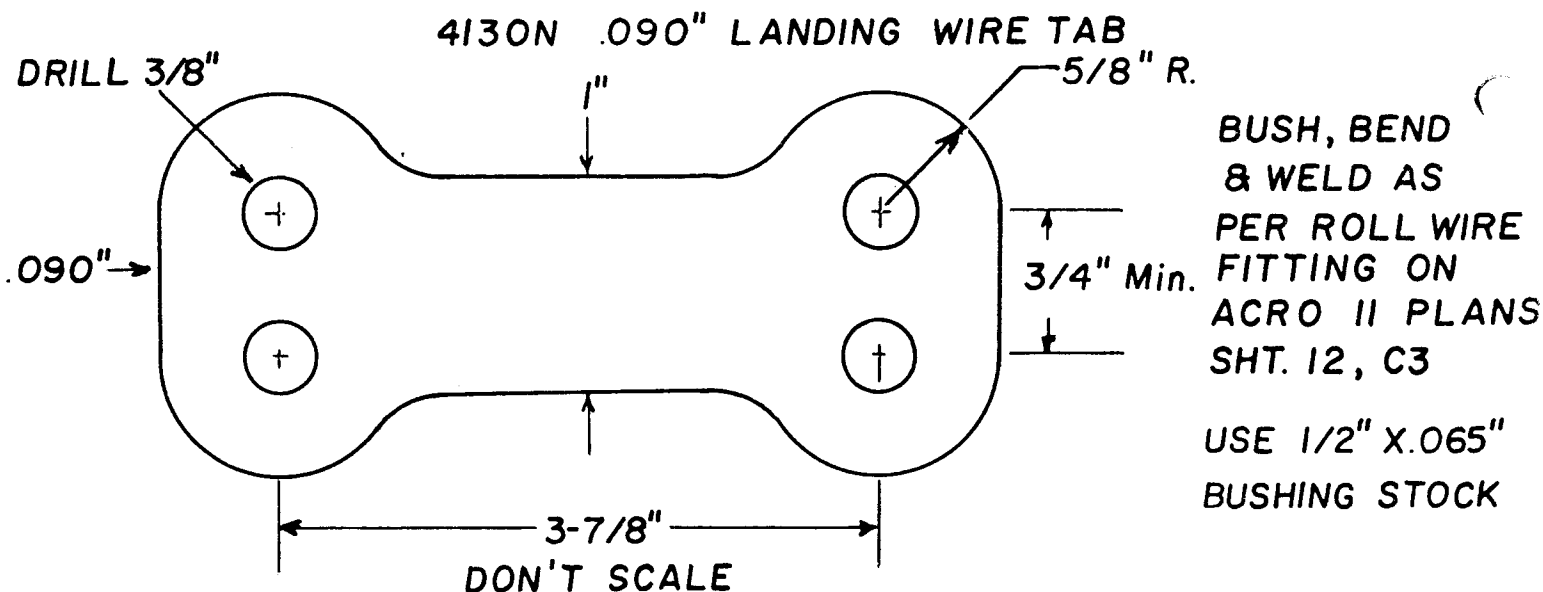 4130N .090" LANDING WIRE TAB
DRILL 3/8"
1"
5/8" R.
BUSH, BEND
& WELD AS
PER ROLL WIRE
FITTING ON
ACRO II PLANS
SHT. 12, C3
.090"
3/4" Min.
USE 1/2" X.065"
BUSHING STOCK
3-7/8"
DON'T SCALE